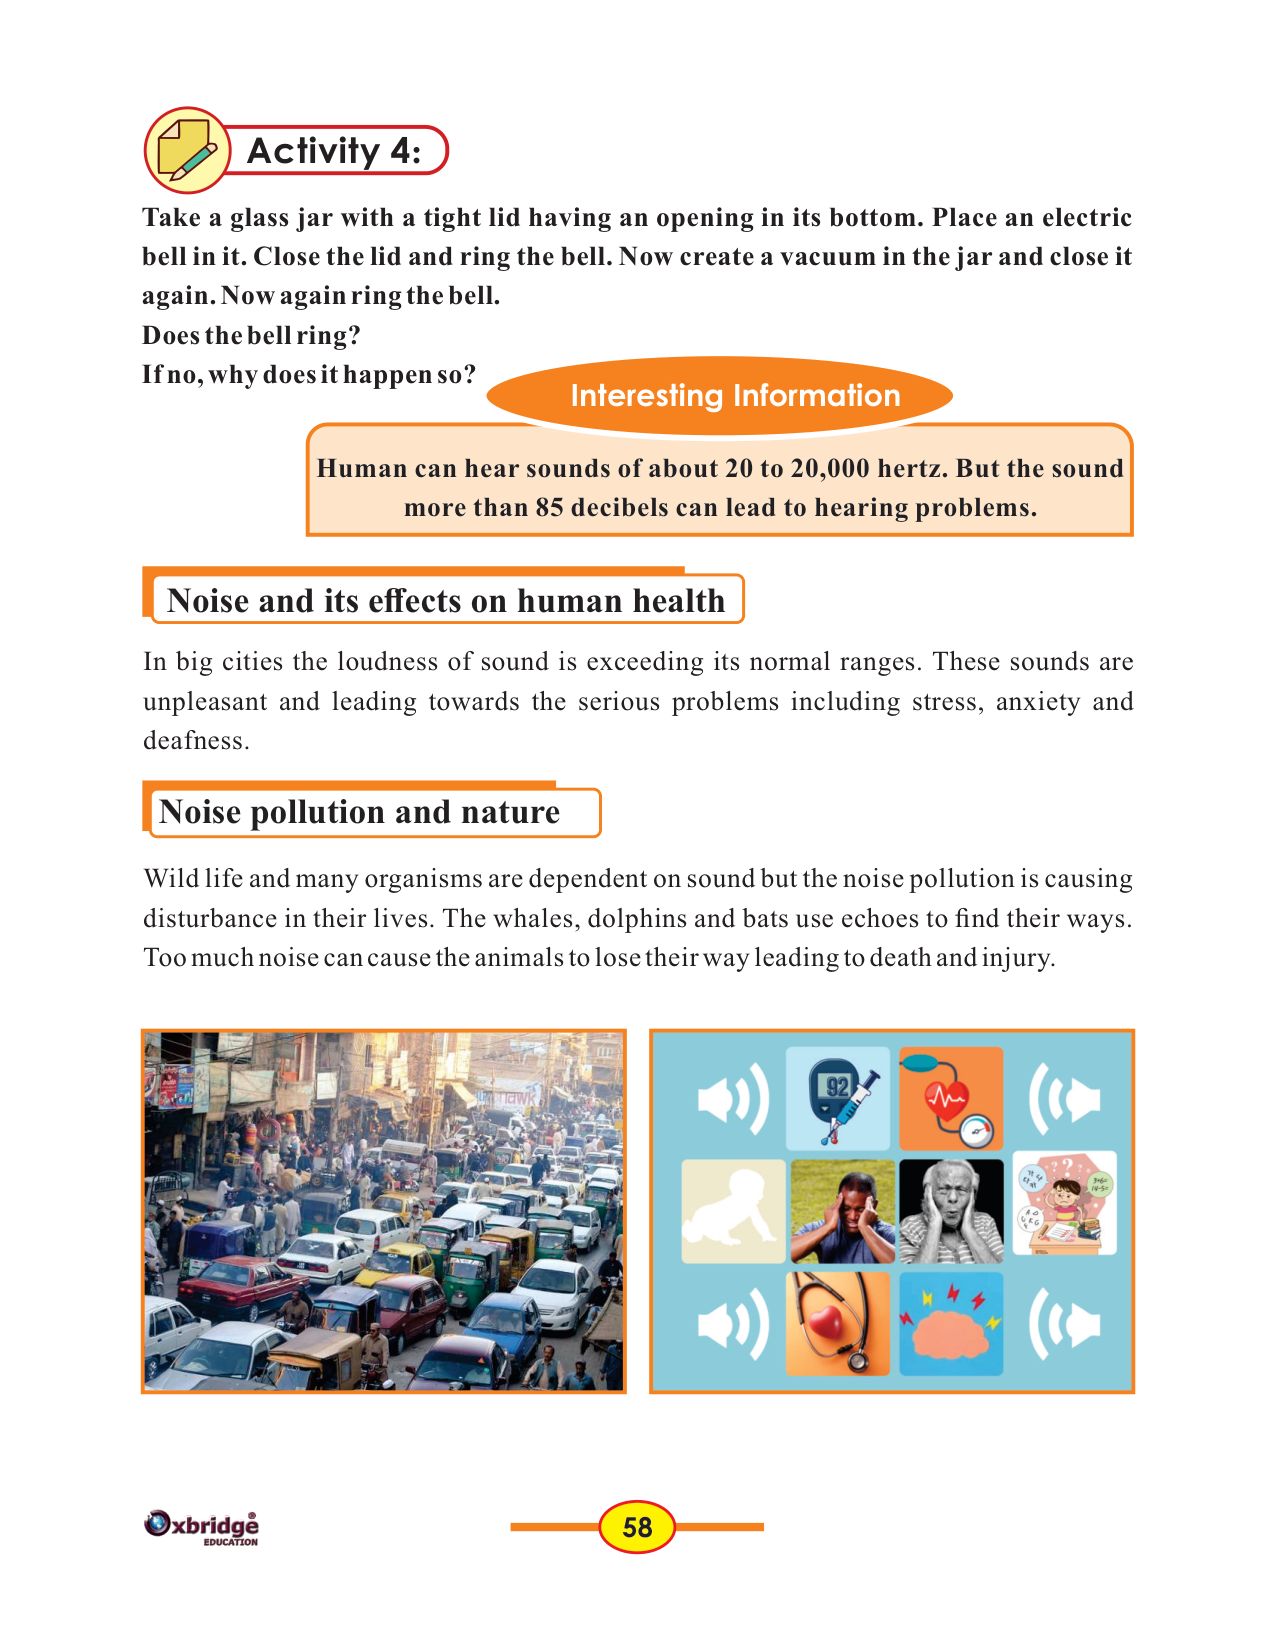 Activity 4:
Take a glass jar with a tight lid having an opening in its bottom. Place an electric
bell in it. Close the lid and ring the bell. Now create a vacuum in the jar and close it
again. Now again ring the bell.
Does the bell ring?
If no, why does it happen so?
Interesting Information
Human can hear sounds of about 20 to 20,000 hertz. But the sound
more than 85 decibels can lead to hearing problems.
Noise and its effects on human health
In big cities the loudness of sound is exceeding its normal ranges. These sounds are
unpleasant and leading towards the serious problems including stress, anxiety and
deafness.
Noise pollution and nature
Wild life and many organisms are dependent on sound but the noise pollution is causing
disturbance in their lives. The whales, dolphins and bats use echoes to find their ways.
Too much noise can cause the animals to lose their way leading to death and injury.
92
3+6=
14-5=
Oxbridge®
EDUCATION
58